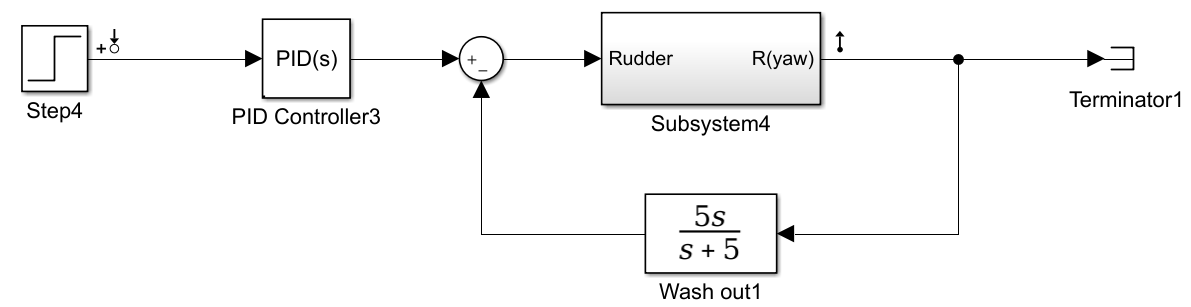 Step4
PID(s)
PID Controller3
+
−
Rudder R(yaw)
Subsystem4
Terminator1
5s
s + 5
Wash out1